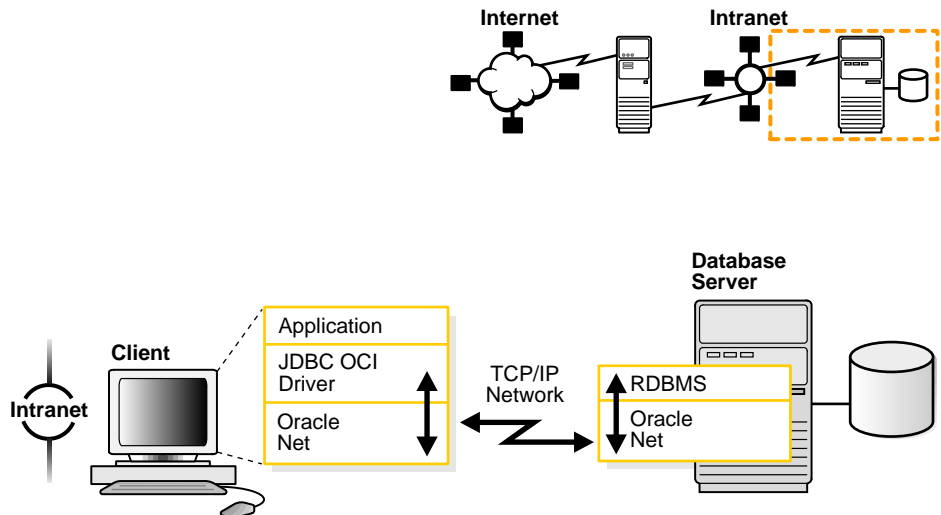 Internet
Intranet
Database
Server
Client
Intranet
Application
JDBC OCI
Driver
Oracle
Net
TCP/IP
Network
RDBMS
Oracle
Net